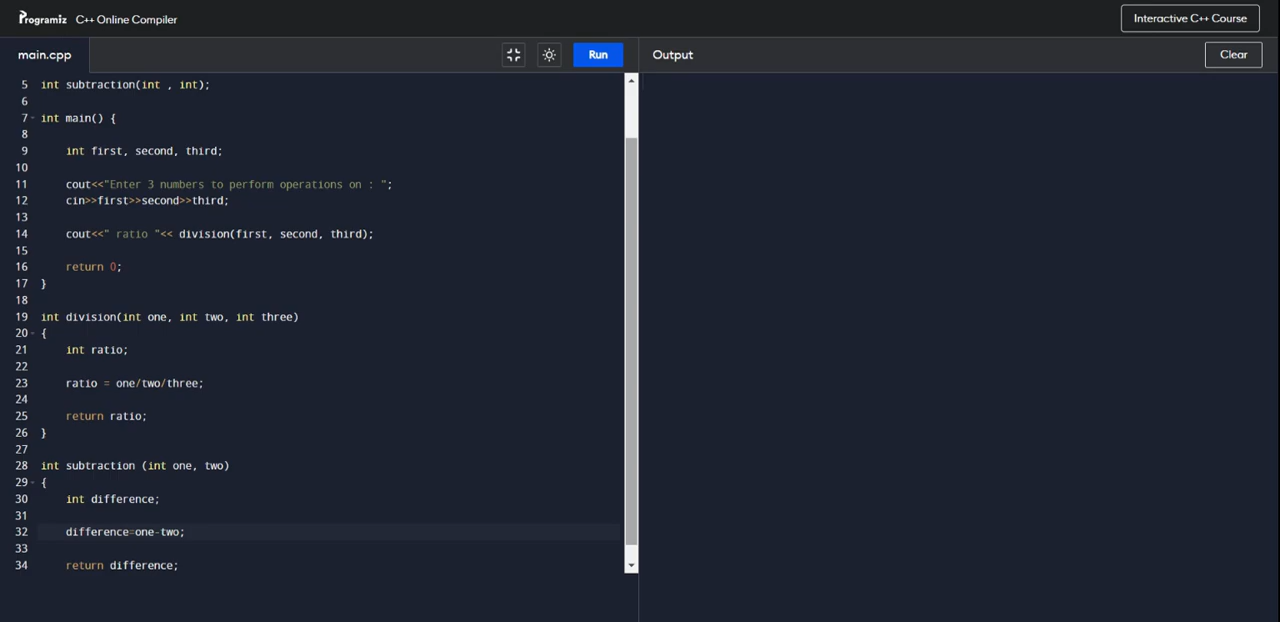 Programiz C++ Online Compiler
Interactive C++ Course
main.cpp
Run
Output
Clear
5 int subtraction(int , int);
6
7 int main() {
8
9 int first, second, third;
10
11 cout<<"Enter 3 numbers to perform operations on : ";
12 cin>>first>>second>>third;
13
14 cout<<" ratio "<< division(first, second, third);
15
16 return 0;
17 }
18
19 int division(int one, int two, int three)
20 {
21 int ratio;
22
23 ratio = one/two/three;
24
25 return ratio;
26 }
27
28 int subtraction (int one, two)
29 {
30 int difference;
31
32 difference=one-two;
33
34 return difference;